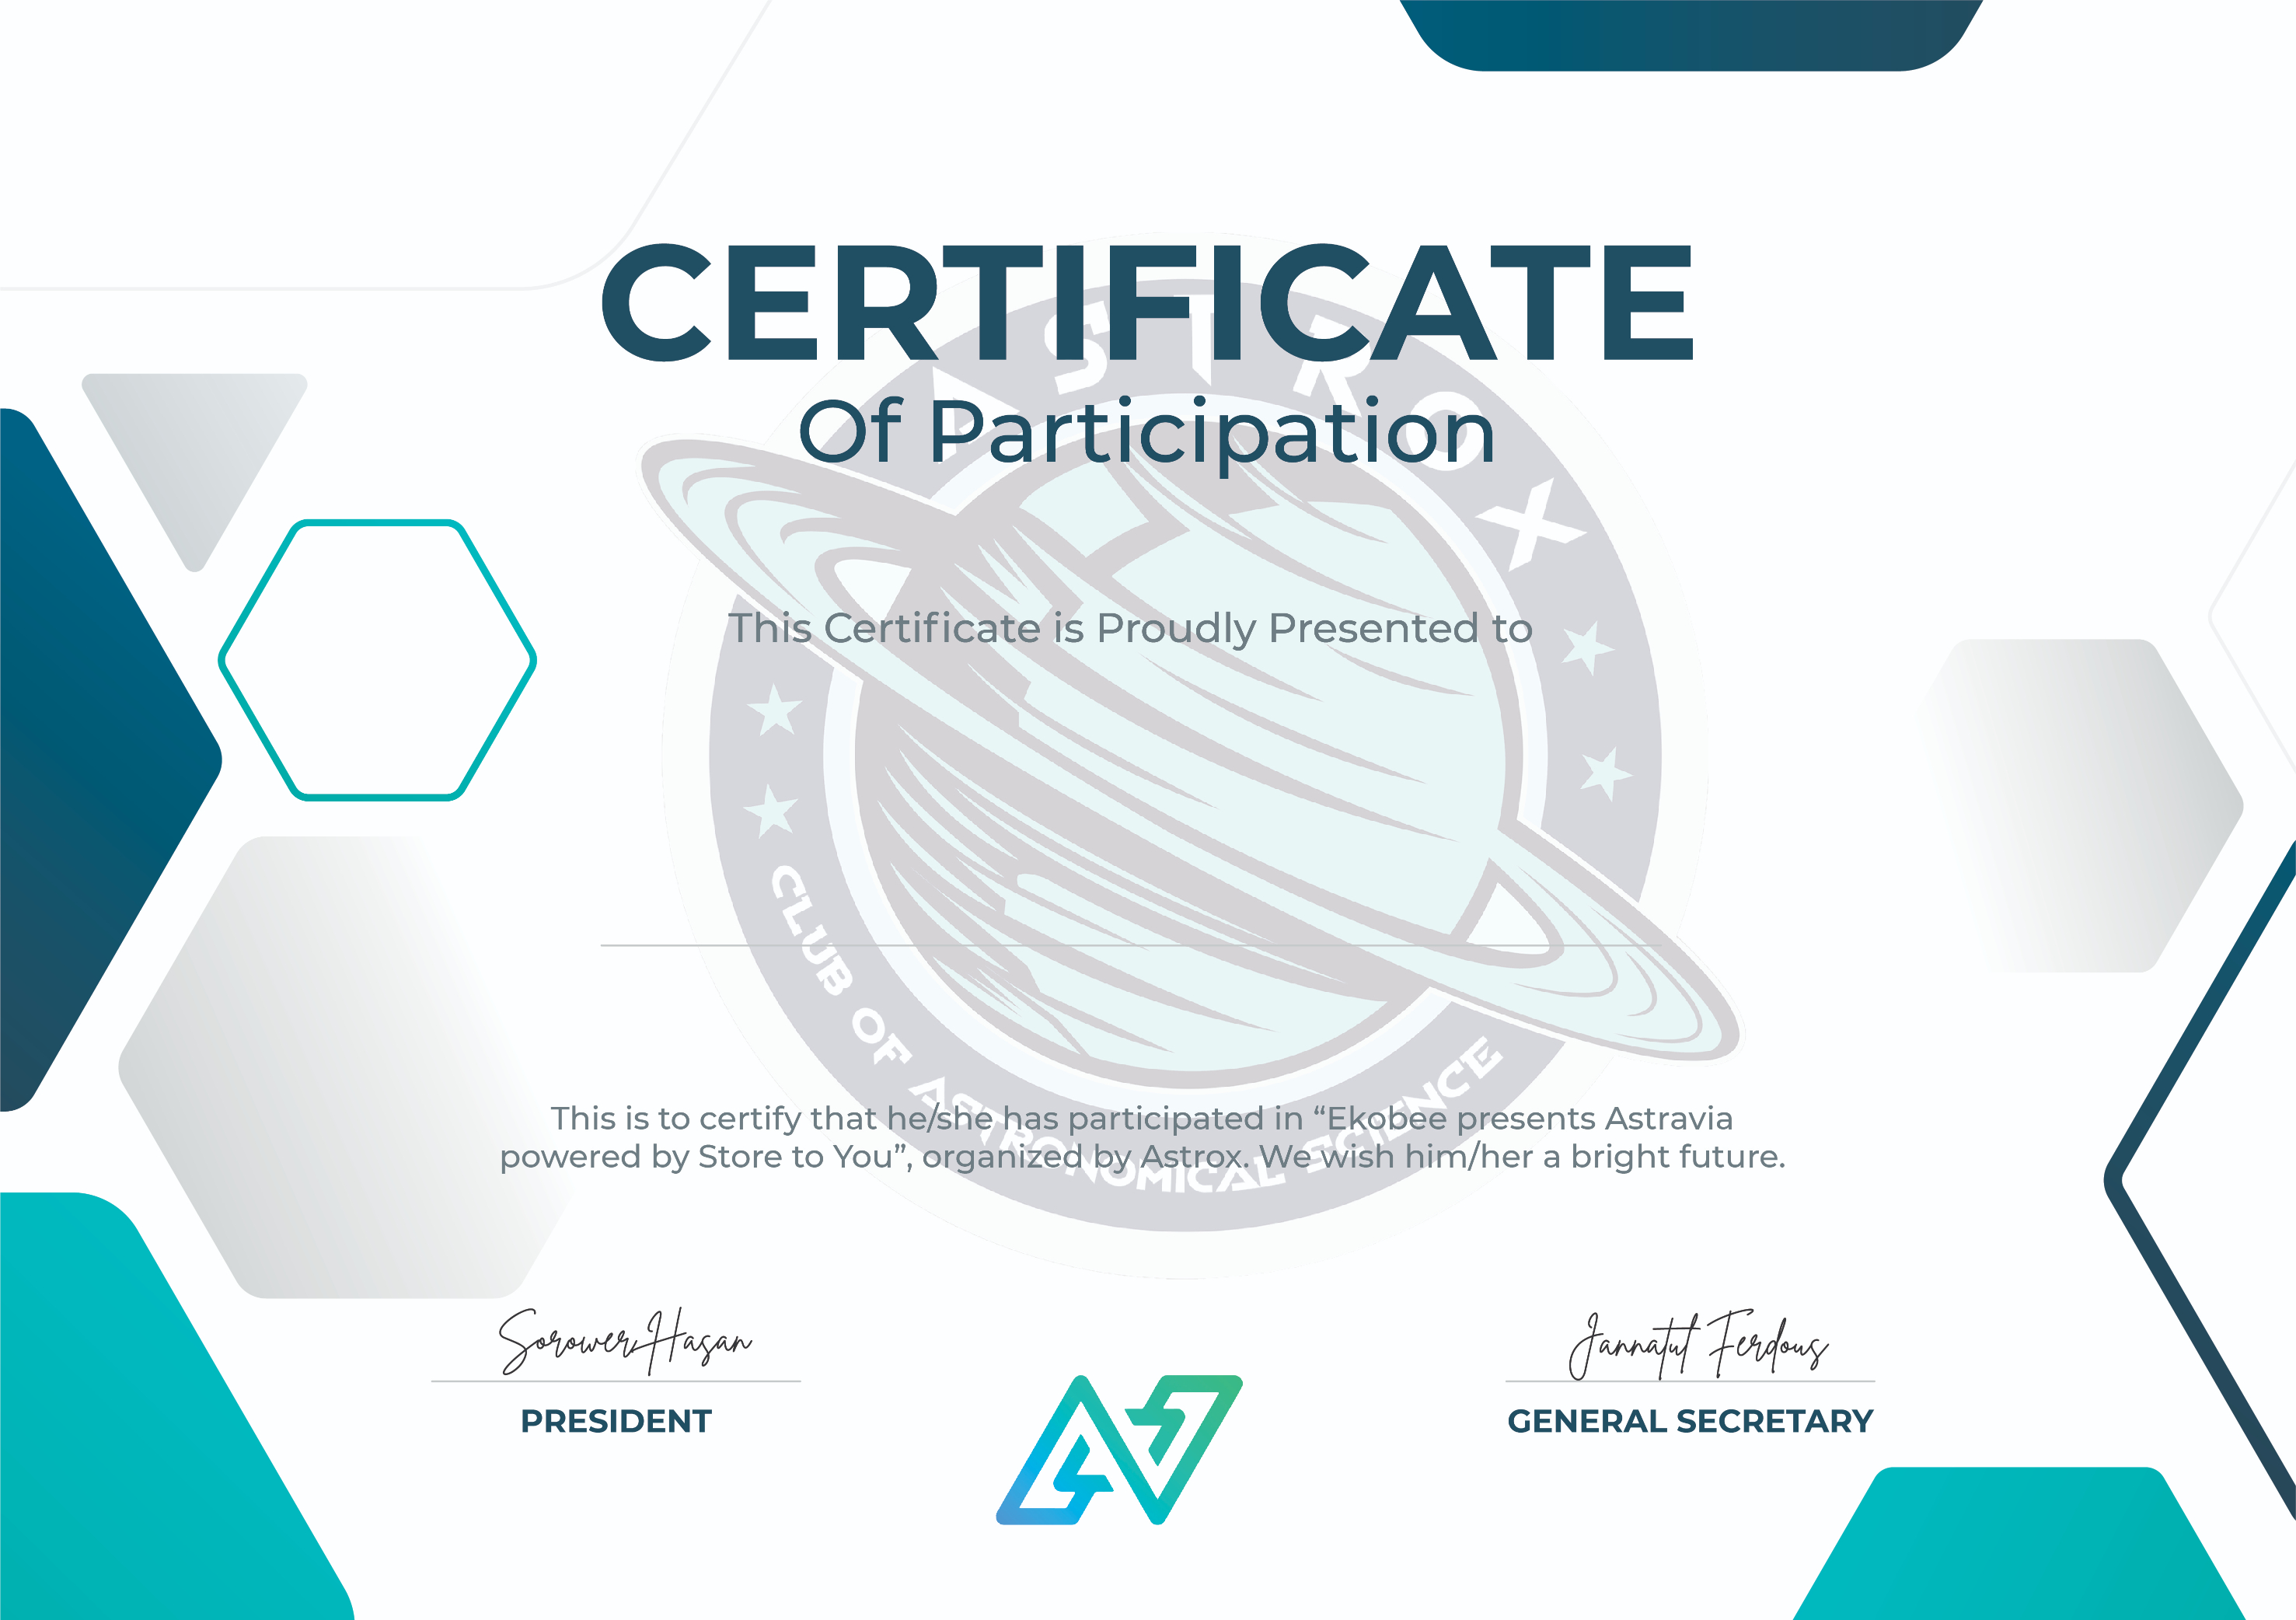 CERTIFICATE
Of Participation
ASTROX
This Certificate is Proudly Presented to
CLUB OF ASTRONOMICAL SCIENCE
This is to certify that he/she has participated in “Ekobee presents Astravia
powered by Store to You”, organized by Astrox. We wish him/her a bright future.
Sorower Hasan
Jannatul Ferdous
PRESIDENT
GENERAL SECRETARY